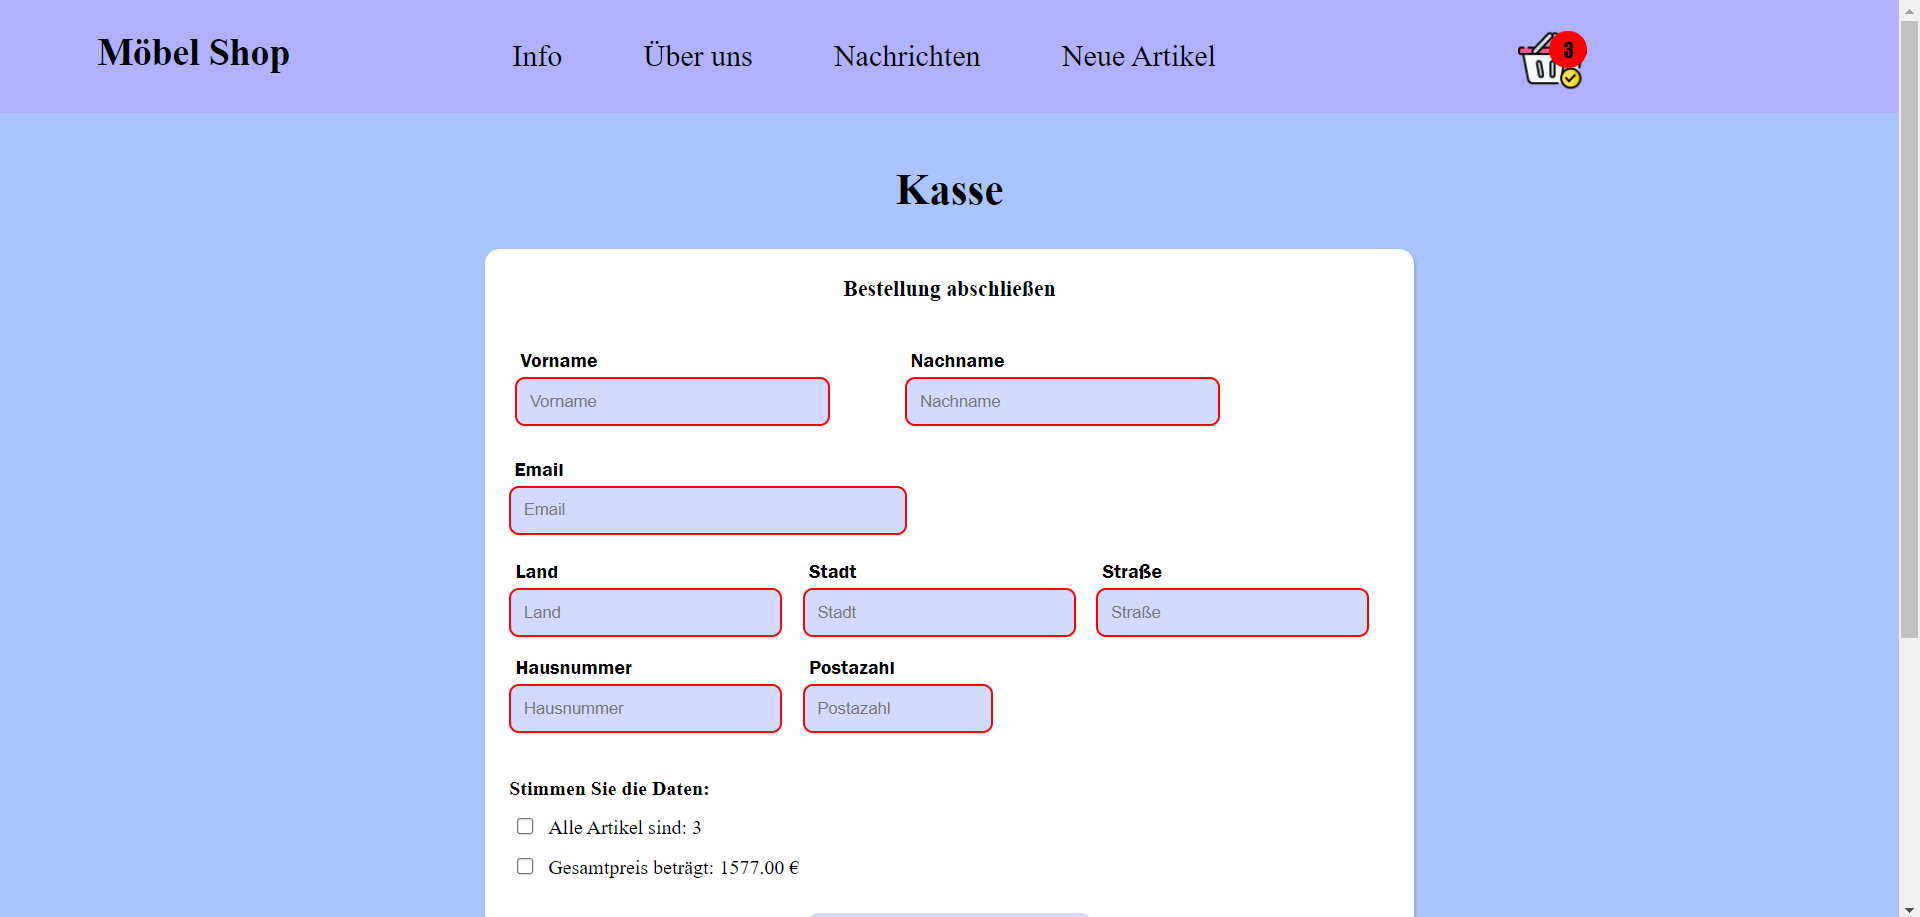 Möbel Shop
Info Über uns Nachrichten Neue Artikel
3
Kasse
Bestellung abschließen
Vorname Nachname
Vorname Nachname
Email
Email
Land Stadt Straße
Land Stadt Straße
Hausnummer Postazahl
Hausnummer Postazahl
Stimmen Sie die Daten:
Alle Artikel sind: 3
Gesamtpreis beträgt: 1577.00 €